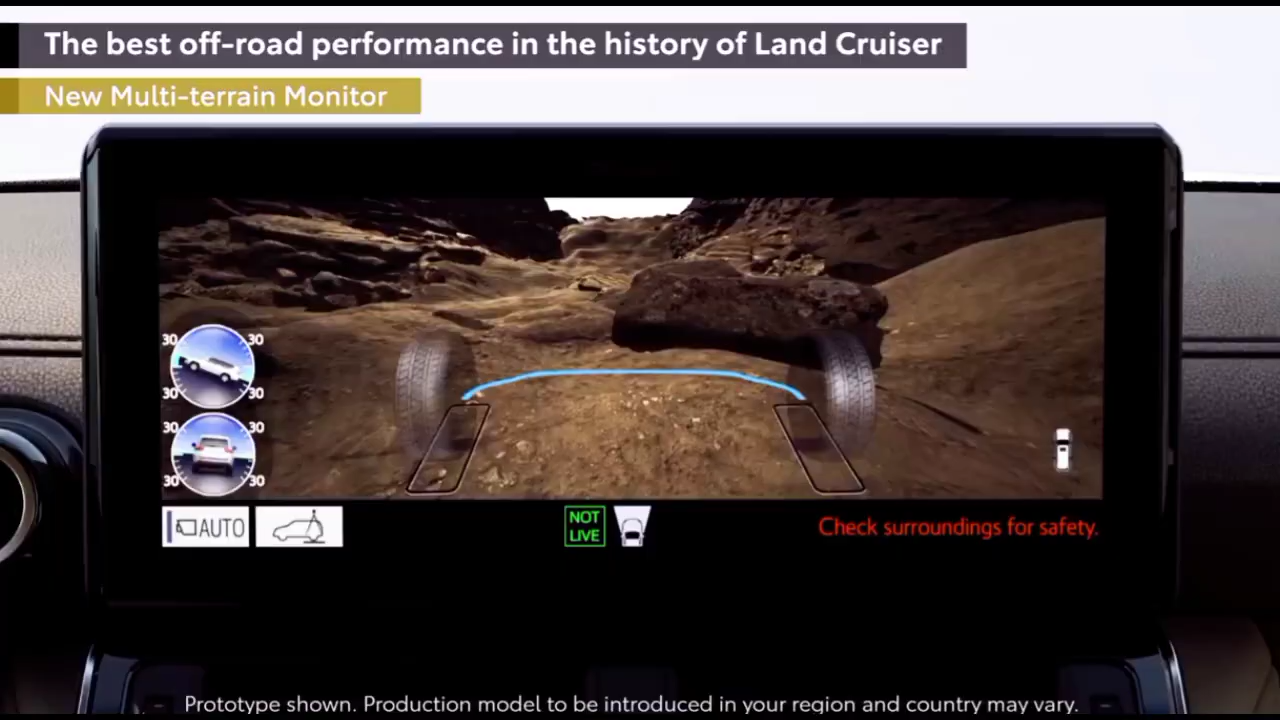 The best off-road performance in the history of Land Cruiser
New Multi-terrain Monitor
30 30
30 30
30 30
30 30
AUTO
NOT
LIVE
Check surroundings for safety.
Prototype shown. Production model to be introduced in your region and country may vary.